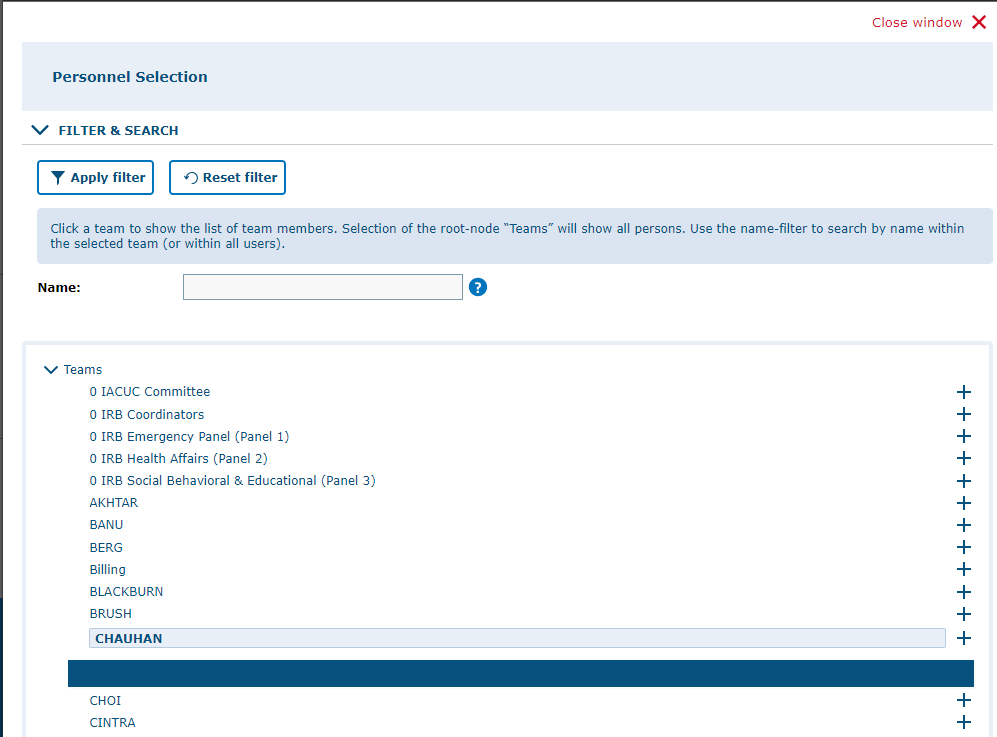 Close window
Personnel Selection
FILTER & SEARCH
Apply filter
Reset filter
Click a team to show the list of team members. Selection of the root-node “Teams” will show all persons. Use the name-filter to search by name within
the selected team (or within all users).
Name:
?
Teams
0 IACUC Committee
0 IRB Coordinators
0 IRB Emergency Panel (Panel 1)
0 IRB Health Affairs (Panel 2)
0 IRB Social Behavioral & Educational (Panel 3)
AKHTAR
BANU
BERG
Billing
BLACKBURN
BRUSH
CHAUHAN
CHOI
CINTRA